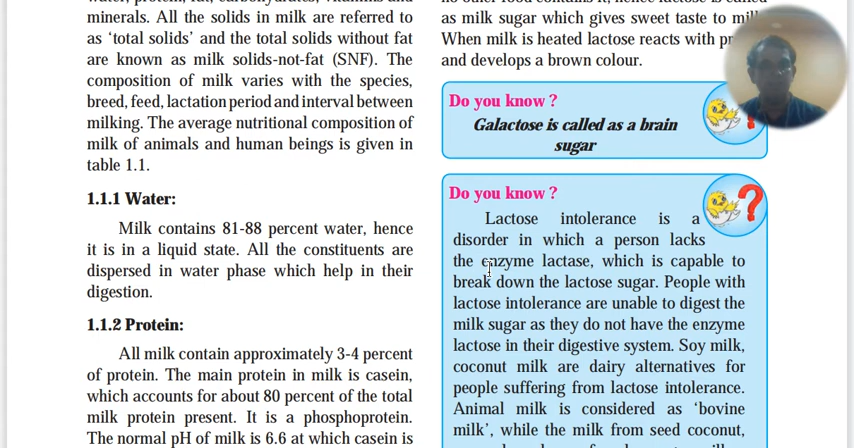 water, protein, fat, carbohydrates, vitamins and
minerals. All the solids in milk are referred to
as ‘total solids’ and the total solids without fat
are known as milk solids-not-fat (SNF). The
composition of milk varies with the species,
breed, feed, lactation period and interval between
milking. The average nutritional composition of
milk of animals and human beings is given in
table 1.1.
1.1.1 Water:
Milk contains 81-88 percent water, hence
it is in a liquid state. All the constituents are
dispersed in water phase which help in their
digestion.
1.1.2 Protein:
All milk contain approximately 3-4 percent
of protein. The main protein in milk is casein,
which accounts for about 80 percent of the total
milk protein present. It is a phosphoprotein.
The normal pH of milk is 6.6 at which casein is
no other food contains it, hence lactose is called
as milk sugar which gives sweet taste to
When milk is heated lactose reacts with
and develops a brown colour.
Do you know ?
Galactose is called as a brain
sugar
Do you know ?
Lactose intolerance is a
disorder in which a person lacks
the enzyme lactase, which is capable to
break down the lactose sugar. People with
lactose intolerance are unable to digest the
milk sugar as they do not have the enzyme
lactose in their digestive system. Soy milk,
coconut milk are dairy alternatives for
people suffering from lactose intolerance.
Animal milk is considered as ‘bovine
milk’, while the milk from seed coconut,